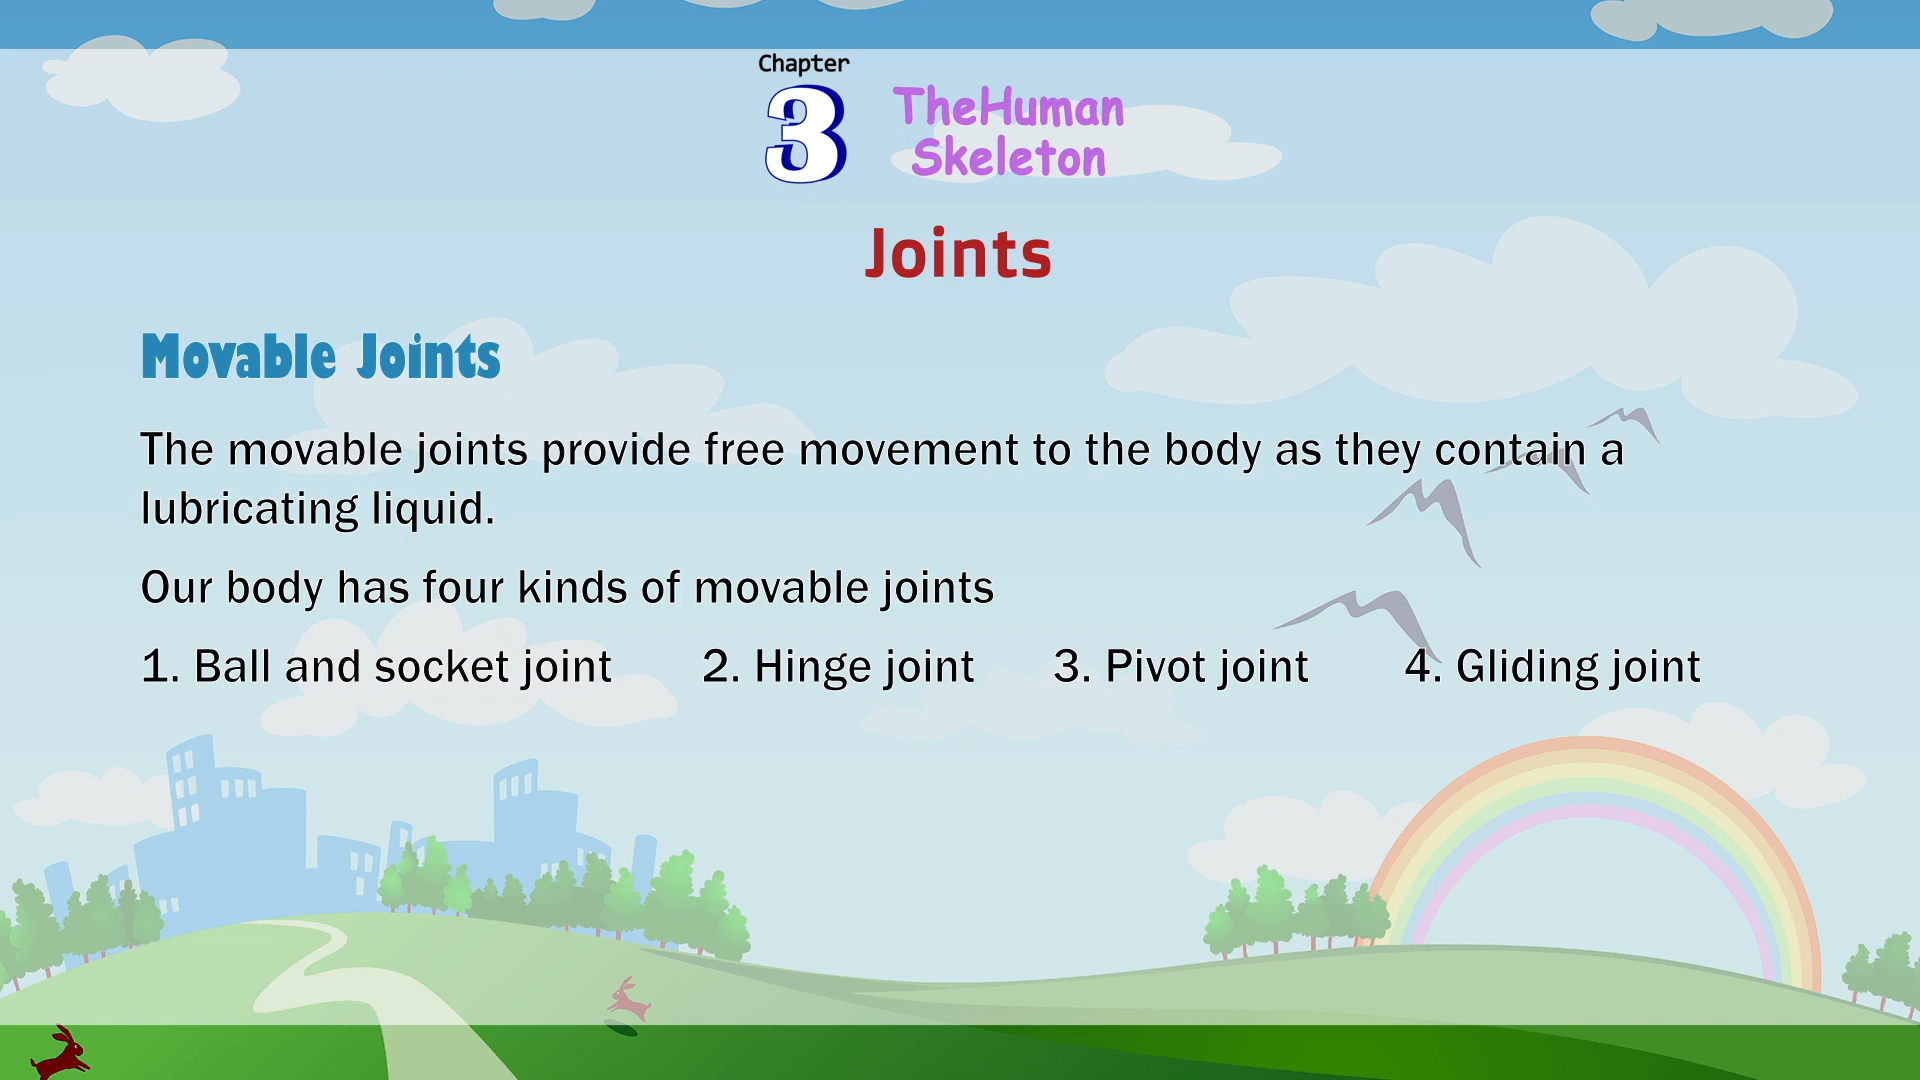 Chapter
3
TheHuman
Skeleton
Joints
Movable Joints
The movable joints provide free movement to the body as they contain a
lubricating liquid.
Our body has four kinds of movable joints
1. Ball and socket joint 2. Hinge joint 3. Pivot joint 4. Gliding joint